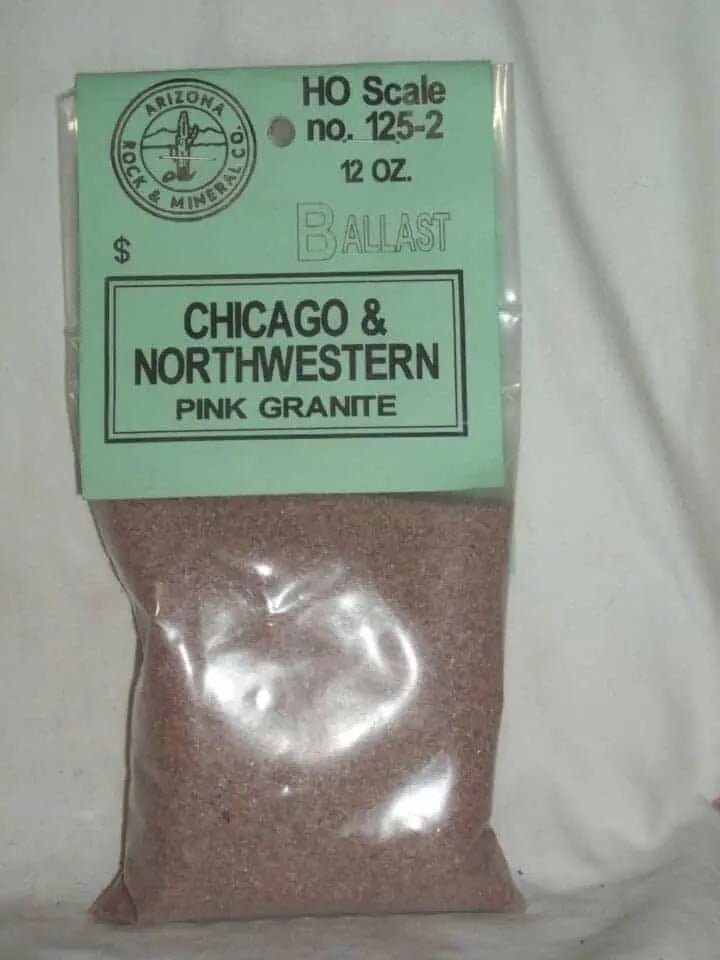 ARIZONA
ROCK & MINERAL CO.
HO Scale
no. 125-2
12 OZ.
$
BALLAST
CHICAGO &
NORTHWESTERN
PINK GRANITE